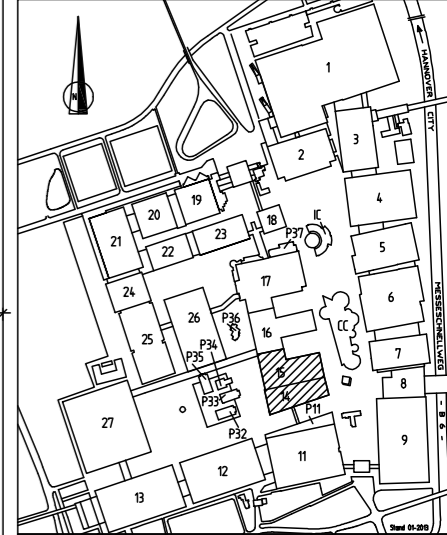 N
HANNOVER
CITY
1
2
3
4
5
6
7
8
9
IC
P37
18
19
20
21
22
23
24
25
26
17
16
P36
CC
P34
P35
P33
P32
15
14
P11
11
12
13
27
MESSESCHNELLWEG
- B 6 -
Stand 01-2013